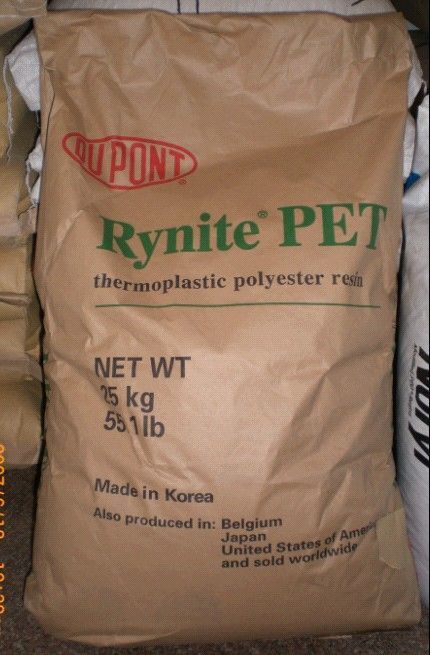 DUPONT®
Rynite® PET
thermoplastic polyester resin
NET WT
25 kg
55 1 lb
Made in Korea
Also produced in: Belgium
Japan
United States of America
and sold worldwide